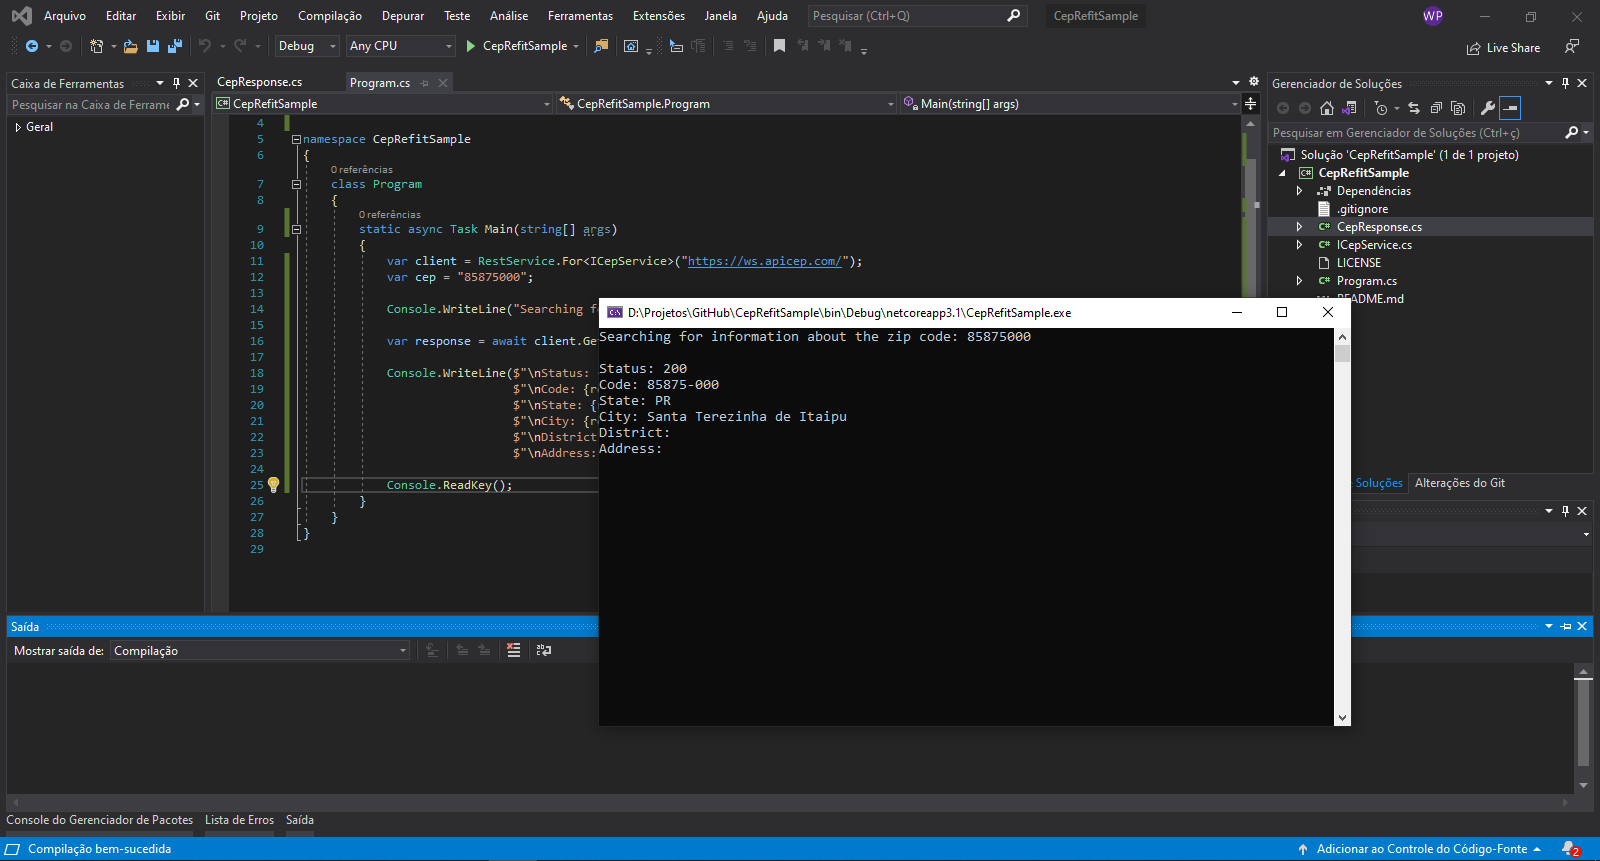 Arquivo Editar Exibir Git Projeto Compilação Depurar Teste Análise Ferramentas Extensões Janela Ajuda Pesquisar (Ctrl+Q) CepRefitSample WP
Debug Any CPU CepRefitSample Live Share
Caixa de Ferramentas
Pesquisar na Caixa de Ferrame
Geral
CepResponse.cs Program.cs
CepRefitSample CepRefitSample.Program Main(string[] args)
4
5 namespace CepRefitSample
6 {
0 referências
7 class Program
8 {
0 referências
9 static async Task Main(string[] args)
10 {
11 var client = RestService.For<ICepService>("https://ws.apicep.com/");
12 var cep = "85875000";
13
14 Console.WriteLine("Searching f
15
16 var response = await client.Ge
17
18 Console.WriteLine($"\nStatus:
19 $"\nCode: {r
20 $"\nState: {
21 $"\nCity: {r
22 $"\nDistrict
23 $"\nAddress:
24
25 Console.ReadKey();
26 }
27 }
28 }
29
D:\Projetos\GitHub\CepRefitSample\bin\Debug\netcoreapp3.1\CepRefitSample.exe
Searching for information about the zip code: 85875000
Status: 200
Code: 85875-000
State: PR
City: Santa Terezinha de Itaipu
District:
Address:
Gerenciador de Soluções
Pesquisar em Gerenciador de Soluções (Ctrl+ç)
Solução 'CepRefitSample' (1 de 1 projeto)
CepRefitSample
Dependências
.gitignore
CepResponse.cs
ICepService.cs
LICENSE
Program.cs
EADME.md
Soluções Alterações do Git
Saída
Mostrar saída de: Compilação
Console do Gerenciador de Pacotes Lista de Erros Saída
Compilação bem-sucedida Adicionar ao Controle do Código-Fonte 2